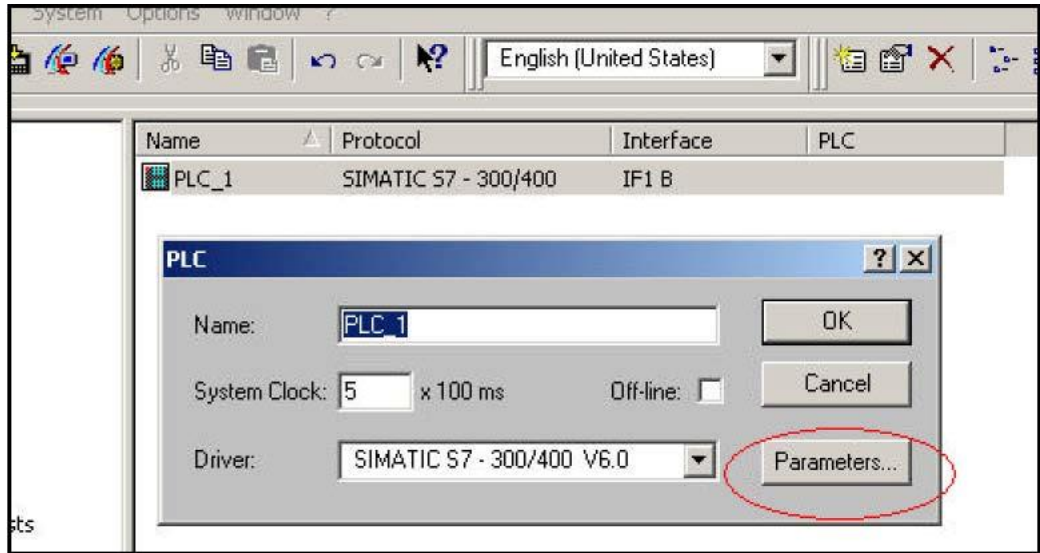 System Options Window ?
English (United States)
Name Protocol Interface PLC
PLC_1 SIMATIC S7 - 300/400 IF1 B
PLC
Name: PLC_1 OK
System Clock: 5 x 100 ms Off-line: Cancel
Driver: SIMATIC S7 - 300/400 V6.0 Parameters...
sts